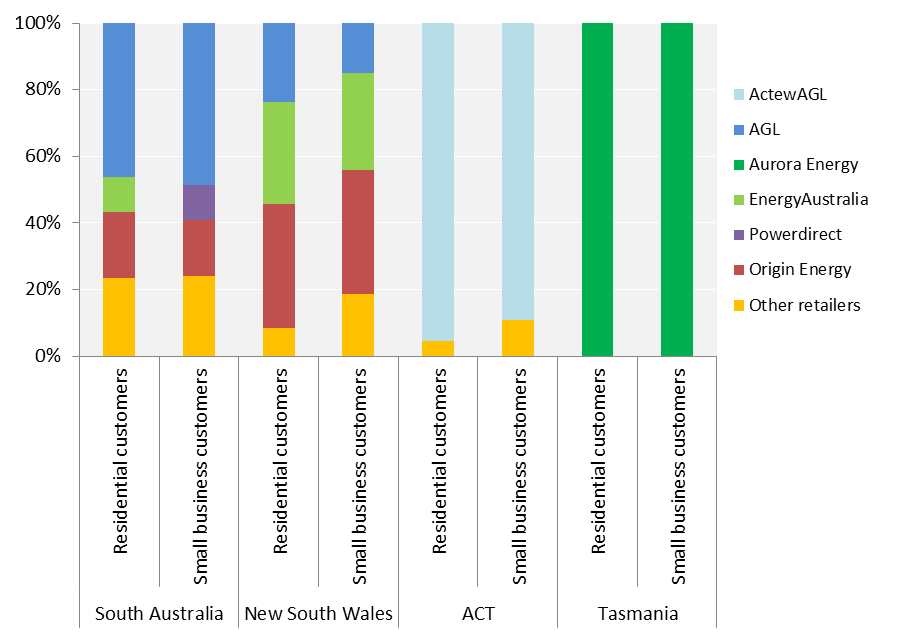 100%
80%
60%
40%
20%
0%
ActewAGL
AGL
Aurora Energy
EnergyAustralia
Powerdirect
Origin Energy
Other retailers
Residential customers
Small business customers
Residential customers
Small business customers
Residential customers
Small business customers
Residential customers
Small business customers
South Australia
New South Wales
ACT
Tasmania